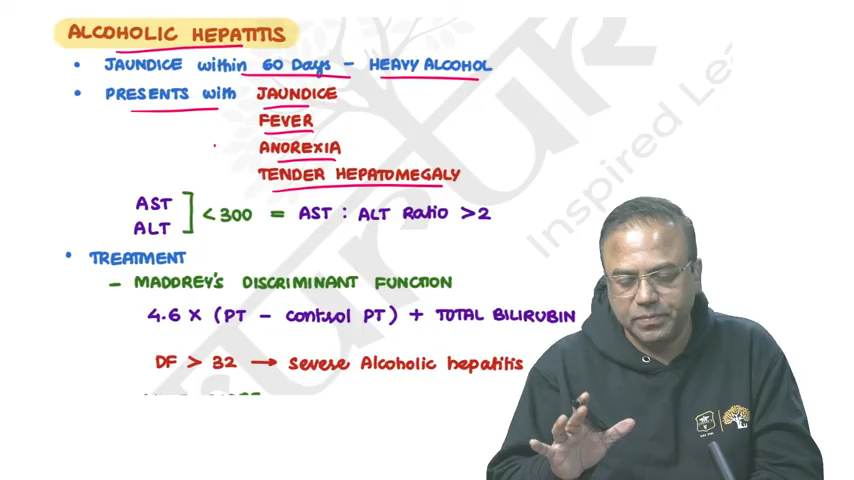 ALCOHOLIC HEPATITIS
• JAUNDICE within 60 Days - HEAVY ALCOHOL
• PRESENTS with JAUNDICE
FEVER
ANOREXIA
TENDER HEPATOMEGALY
AST
ALT ] < 300 = AST : ALT Ratio > 2
• TREATMENT
- MADDREY'S DISCRIMINANT FUNCTION
4.6 X (PT - control PT) + TOTAL BILIRUBIN
DF > 32 → Severe Alcoholic hepatitis
Inspired Le